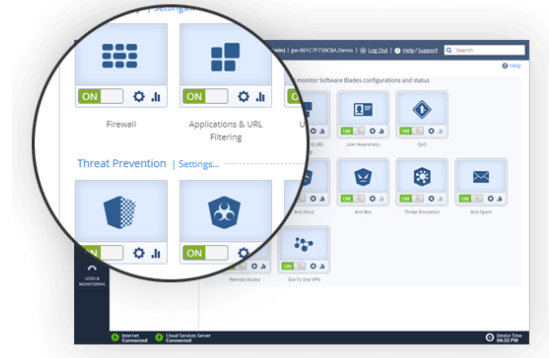 Settings...
min) | gw-001C7F730CBA.Demo | Log Out | Help/Support
Search
Help
monitor Software Blades configurations and status
ON
ON
Firewall
Applications & URL
Filtering
& URL
User Awareness
QoS
ON
ON
ON
Threat Prevention | Settings...
ON
ON
Anti-Virus
Anti-Bot
Threat Emulation
Anti-Spam
ON
ON
ON
ON
LOGS &
MONITORING
Remote Access
Site To Site VPN
ON
Internet
Connected
Cloud Services Server
Connected
Device Time
04:33 PM